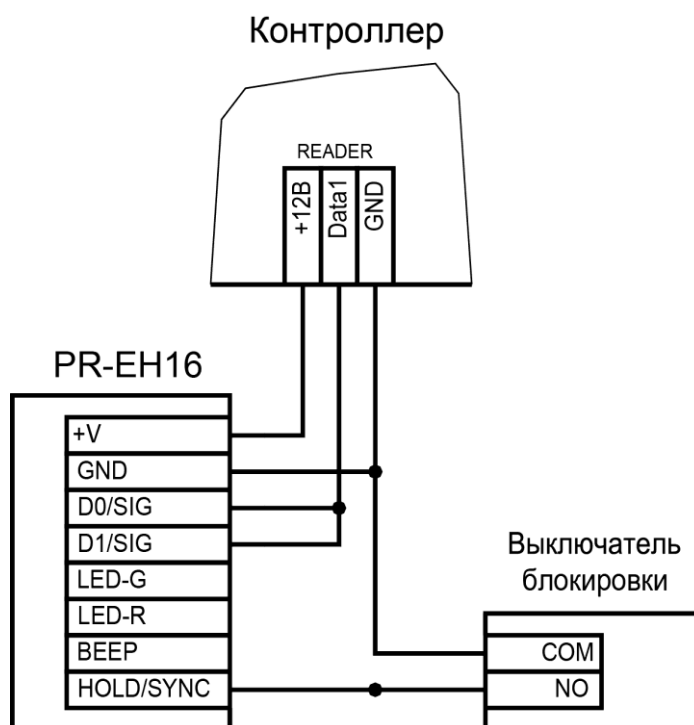 Контроллер
READER
+12В
Data1
GND
PR-EH16
+V
GND
D0/SIG
D1/SIG
LED-G
LED-R
BEEP
HOLD/SYNC
Выключатель
блокировки
COM
NO